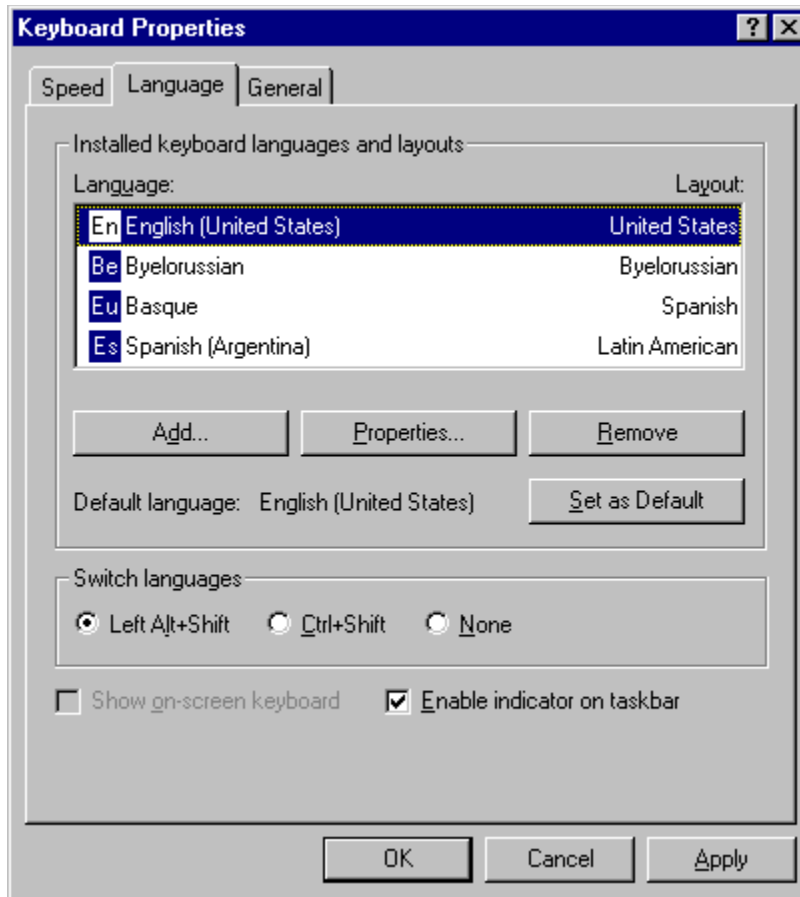 Keyboard Properties
Speed Language General
Installed keyboard languages and layouts
Language: Layout:
En English (United States) United States
Be Byelorussian Byelorussian
Eu Basque Spanish
Es Spanish (Argentina) Latin American
Add... Properties... Remove
Default language: English (United States) Set as Default
Switch languages
Left Alt+Shift Ctrl+Shift None
Show on-screen keyboard Enable indicator on taskbar
OK Cancel Apply